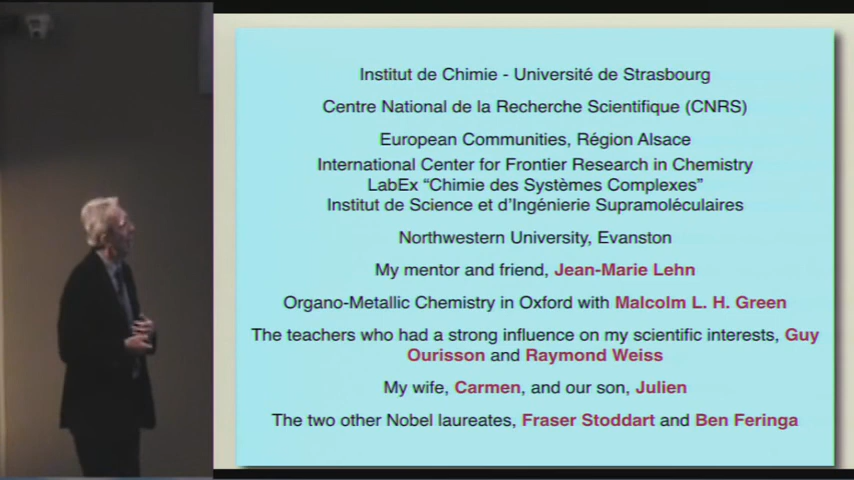 Institut de Chimie - Université de Strasbourg
Centre National de la Recherche Scientifique (CNRS)
European Communities, Région Alsace
International Center for Frontier Research in Chemistry
LabEx “Chimie des Systèmes Complexes”
Institut de Science et d’Ingénierie Supramoléculaires
Northwestern University, Evanston
My mentor and friend, Jean-Marie Lehn
Organo-Metallic Chemistry in Oxford with Malcolm L. H. Green
The teachers who had a strong influence on my scientific interests, Guy
Ourisson and Raymond Weiss
My wife, Carmen, and our son, Julien
The two other Nobel laureates, Fraser Stoddart and Ben Feringa